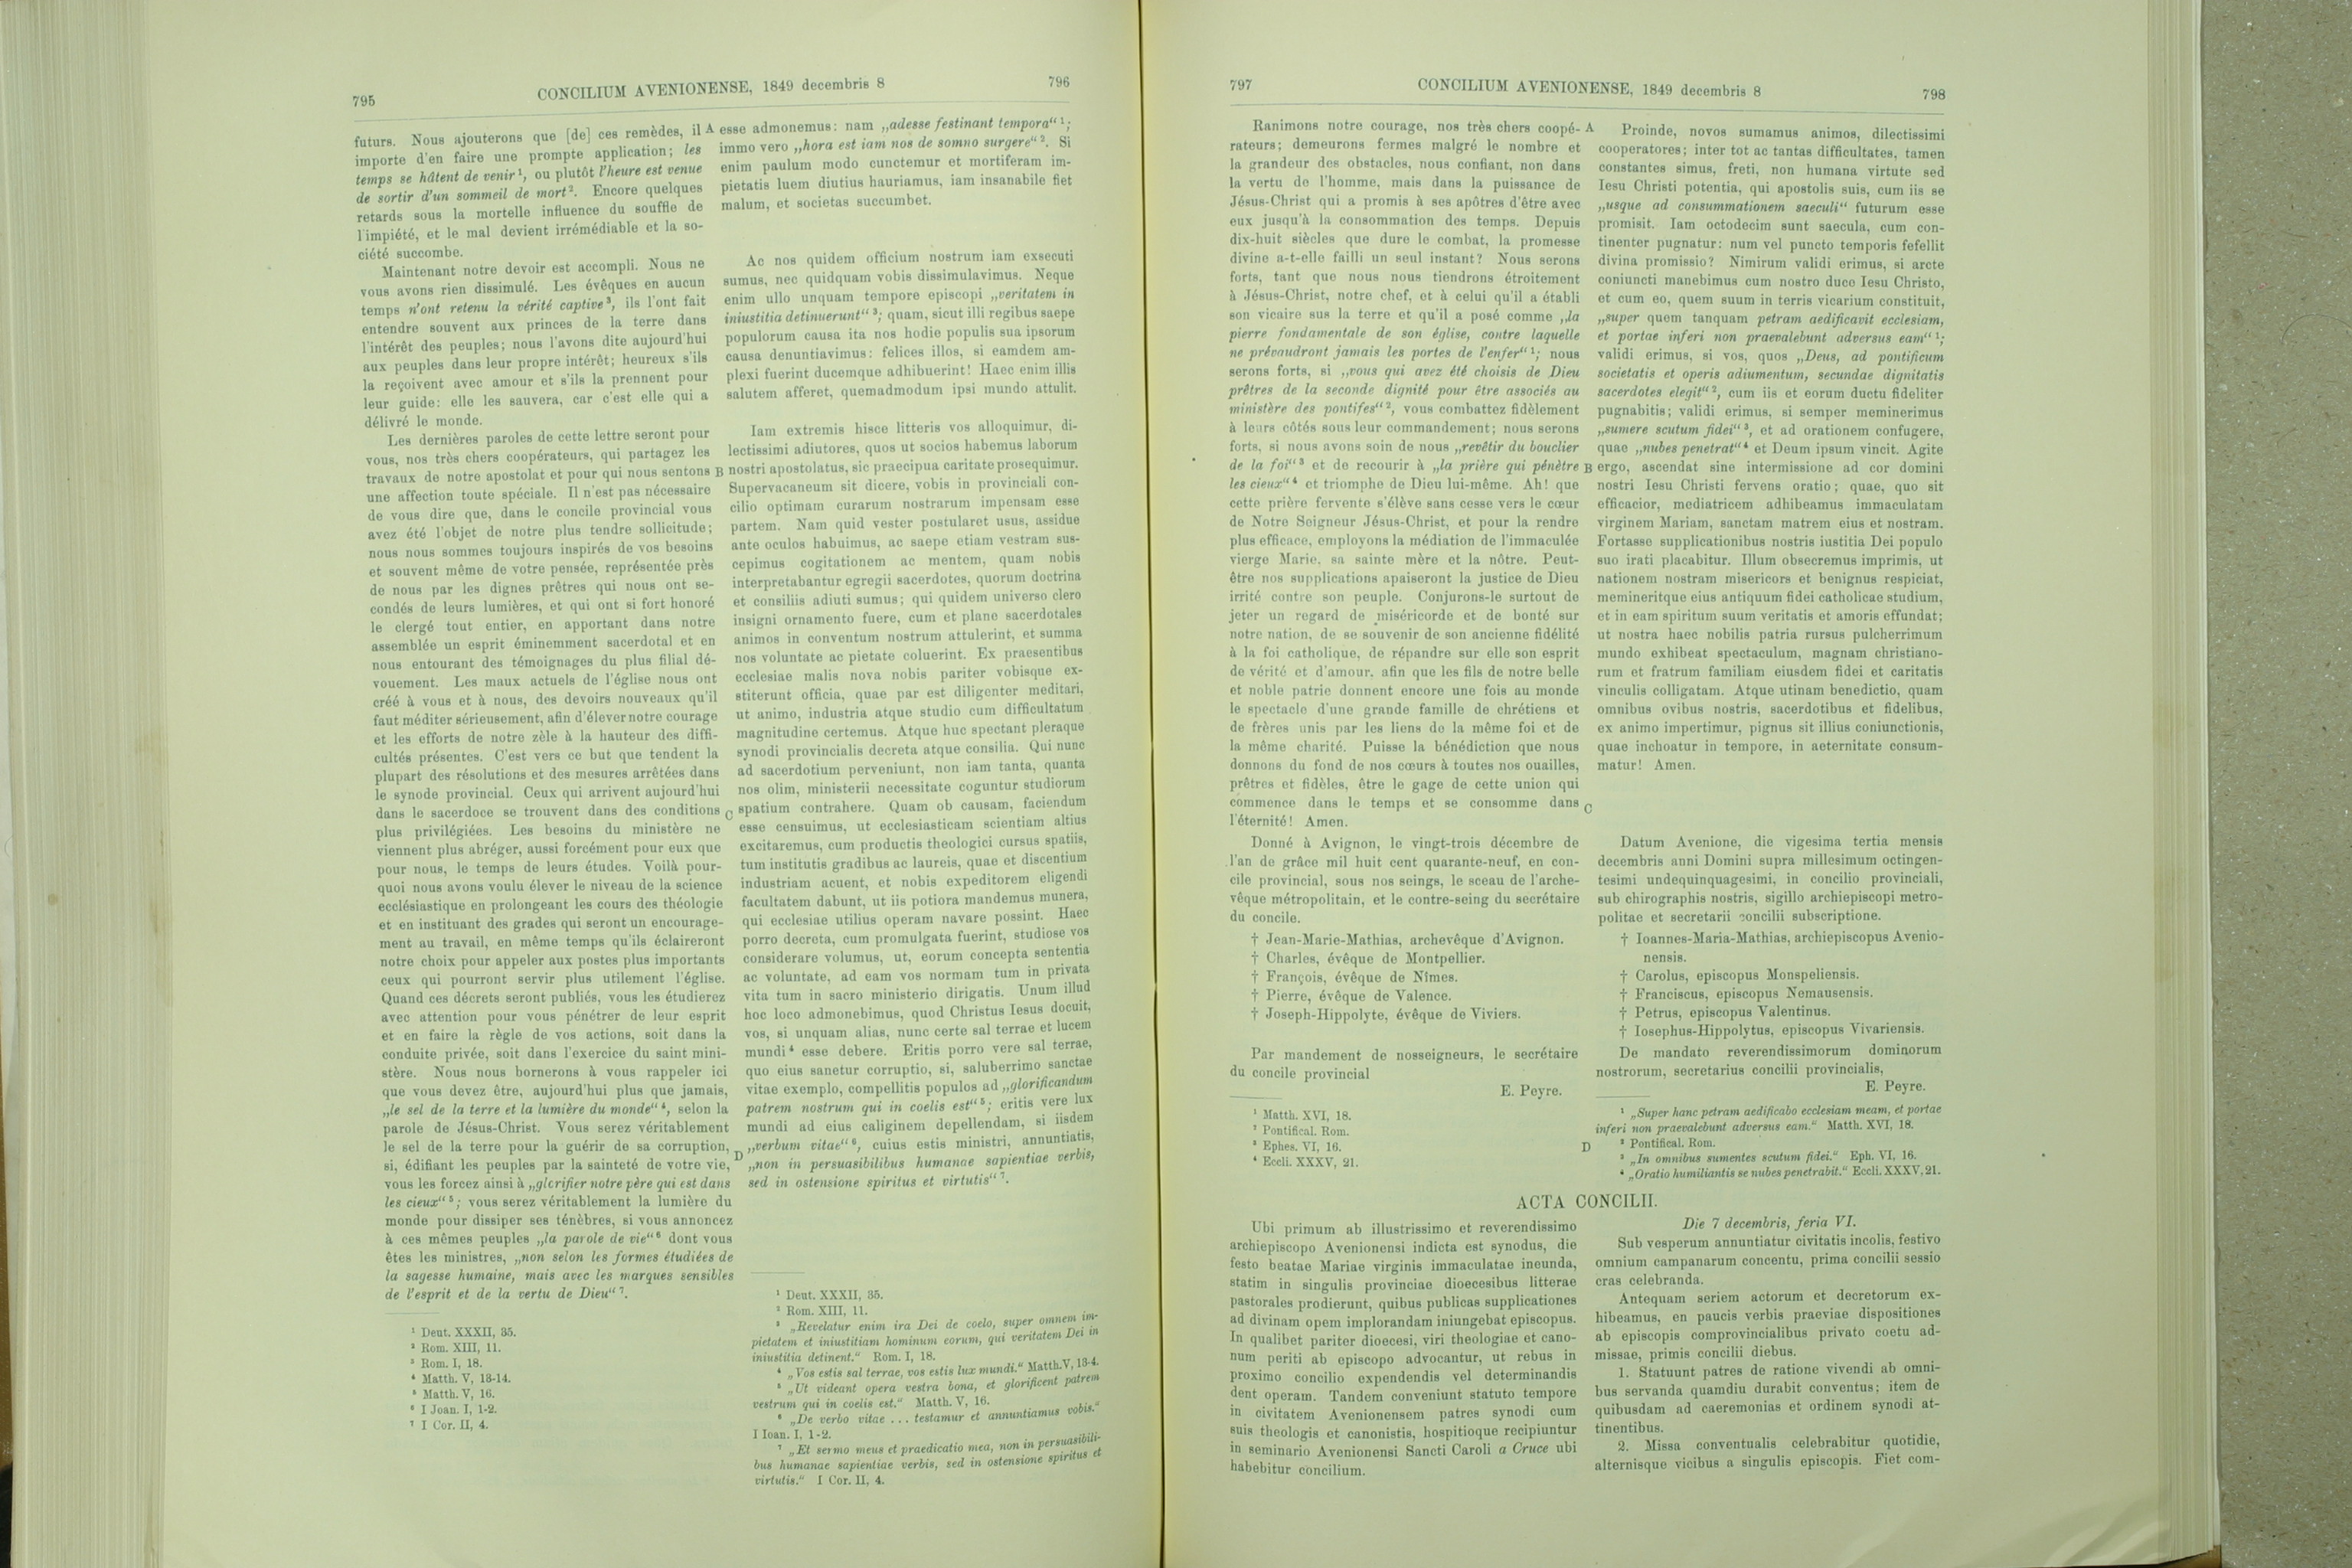 795
CONCILIUM AVENIONENSE, 1849 decembris 8
796
futurs. Nous ajouterons que [de] ces remèdes, il
importe d'en faire une prompte application; les
temps se hâtent de venir¹, ou plutôt l'heure est venue
de sortir d'un sommeil de mort². Encore quelques
retards sous la mortelle influence du souffle de
l'impiété, et le mal devient irrémédiable et la so-
ciété succombe.
Maintenant notre devoir est accompli. Nous ne
vous avons rien dissimulé. Les évêques en aucun
temps n'ont retenu la vérité captive³, ils l'ont fait
entendre souvent aux princes de la terre dans
l'intérêt des peuples; nous l'avons dite aujourd'hui
aux peuples dans leur propre intérêt; heureux s'ils
la reçoivent avec amour et s'ils la prennent pour
leur guide: elle les sauvera, car c'est elle qui a
délivré le monde.
Les dernières paroles de cette lettre seront pour
vous, nos très chers coopérateurs, qui partagez les
travaux de notre apostolat et pour qui nous sentons
une affection toute spéciale. Il n'est pas nécessaire
de vous dire que, dans le concile provincial vous
avez été l'objet de notre plus tendre sollicitude;
nous nous sommes toujours inspirés de vos besoins
et souvent même de votre pensée, représentée près
de nous par les dignes prêtres qui nous ont se-
condés de leurs lumières, et qui ont si fort honoré
le clergé tout entier, en apportant dans notre
assemblée un esprit éminemment sacerdotal et en
nous entourant des témoignages du plus filial dé-
vouement. Les maux actuels de l'église nous ont
créé à vous et à nous, des devoirs nouveaux qu'il
faut méditer sérieusement, afin d'élever notre courage
et les efforts de notre zèle à la hauteur des diffi-
cultés présentes. C'est vers ce but que tendent la
plupart des résolutions et des mesures arrêtées dans
le synode provincial. Ceux qui arrivent aujourd'hui
dans le sacerdoce se trouvent dans des conditions
plus privilégiées. Les besoins du ministère ne
viennent plus abréger, aussi forcément pour eux que
pour nous, le temps de leurs études. Voilà pour-
quoi nous avons voulu élever le niveau de la science
ecclésiastique en prolongeant les cours des théologie
et en instituant des grades qui seront un encourage-
ment au travail, en même temps qu'ils éclaireront
notre choix pour appeler aux postes plus importants
ceux qui pourront servir plus utilement l'église.
Quand ces décrets seront publiés, vous les étudierez
avec attention pour vous pénétrer de leur esprit
et en faire la règle de vos actions, soit dans la
conduite privée, soit dans l'exercice du saint mini-
stère. Nous nous bornerons à vous rappeler ici
que vous devez être, aujourd'hui plus que jamais,
„le sel de la terre et la lumière du monde“⁴, selon la
parole de Jésus-Christ. Vous serez véritablement
le sel de la terre pour la guérir de sa corruption,
si, édifiant les peuples par la sainteté de votre vie,
vous les forcez ainsi à „glorifier notre père qui est dans
les cieux“⁵; vous serez véritablement la lumière du
monde pour dissiper ses ténèbres, si vous annoncez
à ces mêmes peuples „la parole de vie“⁶ dont vous
êtes les ministres, „non selon les formes étudiées de
la sagesse humaine, mais avec les marques sensibles
de l'esprit et de la vertu de Dieu“⁷.
¹ Deut. XXXII, 35.
² Rom. XIII, 11.
³ Rom. I, 18.
⁴ Matth. V, 13-14.
⁵ Matth. V, 16.
⁶ I Joan. I, 1-2.
⁷ I Cor. II, 4.
A
B
C
D
esse admonemus: nam „adesse festinant tempora“¹;
immo vero „hora est iam nos de somno surgere“². Si
enim paulum modo cunctemur et mortiferam im-
pietatis luem diutius hauriamus, iam insanabile fiet
malum, et societas succumbet.
Ac nos quidem officium nostrum iam exsecuti
sumus, nec quidquam vobis dissimulavimus. Neque
enim ullo unquam tempore episcopi „veritatem in
iniustitia detinuerunt“³; quam, sicut illi regibus saepe
populorum causa ita nos hodie populis sua ipsorum
causa denuntiavimus: felices illos, si eamdem am-
plexi fuerint ducemque adhibuerint! Haec enim illis
salutem afferet, quemadmodum ipsi mundo attulit.
Iam extremis hisce litteris vos alloquimur, di-
lectissimi adiutores, quos ut socios habemus laborum
nostri apostolatus, sic praecipua caritate prosequimur.
Supervacaneum sit dicere, vobis in provinciali con-
cilio optimam curarum nostrarum impensam esse
partem. Nam quid vester postularet usus, assidue
ante oculos habuimus, ac saepe etiam vestram sus-
cepimus cogitationem ac mentem, quam nobis
interpretabantur egregii sacerdotes, quorum doctrina
et consiliis adiuti sumus; qui quidem universo clero
insigni ornamento fuere, cum et plane sacerdotales
animos in conventum nostrum attulerint, et summa
nos voluntate ac pietate coluerint. Ex praesentibus
ecclesiae malis nova nobis pariter vobisque ex-
stiterunt officia, quae par est diligenter meditari,
ut animo, industria atque studio cum difficultatum
magnitudine certemus. Atque huc spectant pleraque
synodi provincialis decreta atque consilia. Qui nunc
ad sacerdotium perveniunt, non iam tanta, quanta
nos olim, ministerii necessitate coguntur studiorum
spatium contrahere. Quam ob causam, faciendum
esse censuimus, ut ecclesiasticam scientiam altius
excitaremus, cum productis theologici cursus spatiis,
tum institutis gradibus ac laureis, quae et discentium
industriam acuent, et nobis expeditorem eligendi
facultatem dabunt, ut iis potiora mandemus munera,
qui ecclesiae utilius operam navare possint. Haec
porro decreta, cum promulgata fuerint, studiose vos
considerare volumus, ut, eorum concepta sententia
ac voluntate, ad eam vos normam tum in privata
vita tum in sacro ministerio dirigatis. Unum illud
hoc loco admonebimus, quod Christus Iesus docuit,
vos, si unquam alias, nunc certe sal terrae et lucem
mundi⁴ esse debere. Eritis porro vere sal terrae,
quo eius sanetur corruptio, si, saluberrimo sanctae
vitae exemplo, compellitis populos ad „glorificandum
patrem nostrum qui in coelis est“⁵; eritis vere lux
mundi ad eius caliginem depellendam, si iisdem
„verbum vitae“⁶, cuius estis ministri, annuntiatis,
„non in persuasibilibus humanae sapientiae verbis,
sed in ostensione spiritus et virtutis“⁷.
¹ Deut. XXXII, 35.
² Rom. XIII, 11.
³ „Revelatur enim ira Dei de coelo, super omnem im-
pietatem et iniustitiam hominum eorum, qui veritatem Dei in
iniustitia detinent.“ Rom. I, 18.
⁴ „Vos estis sal terrae, vos estis lux mundi.“ Matth.V, 13-4.
⁵ „Ut videant opera vestra bona, et glorificent patrem
vestrum qui in coelis est.“ Matth. V, 16.
⁶ „De verbo vitae . . . testamur et annuntiamus vobis.“
I Ioan. I, 1-2.
⁷ „Et sermo meus et praedicatio mea, non in persuasibili-
bus humanae sapientiae verbis, sed in ostensione spiritus et
virtutis.“ I Cor. II, 4.
797
CONCILIUM AVENIONENSE, 1849 decembris 8
798
Ranimons notre courage, nos très chers coopé-
rateurs; demeurons fermes malgré le nombre et
la grandeur des obstacles, nous confiant, non dans
la vertu de l'homme, mais dans la puissance de
Jésus-Christ qui a promis à ses apôtres d'être avec
eux jusqu'à la consommation des temps. Depuis
dix-huit siècles que dure le combat, la promesse
divine a-t-elle failli un seul instant? Nous serons
forts, tant que nous nous tiendrons étroitement
à Jésus-Christ, notre chef, et à celui qu'il a établi
son vicaire sus la terre et qu'il a posé comme „la
pierre fondamentale de son église, contre laquelle
ne prévaudront jamais les portes de l'enfer“¹; nous
serons forts, si „vous qui avez été choisis de Dieu
prêtres de la seconde dignité pour être associés au
ministère des pontifes“², vous combattez fidèlement
à leurs côtés sous leur commandement; nous serons
forts, si nous avons soin de nous „revêtir du bouclier
de la foi“³ et de recourir à „la prière qui pénètre
les cieux“⁴ et triomphe de Dieu lui-même. Ah! que
cette prière fervente s'élève sans cesse vers le cœur
de Notre Seigneur Jésus-Christ, et pour la rendre
plus efficace, employons la médiation de l'immaculée
vierge Marie, sa sainte mère et la nôtre. Peut-
être nos supplications apaiseront la justice de Dieu
irrité contre son peuple. Conjurons-le surtout de
jeter un regard de miséricorde et de bonté sur
notre nation, de se souvenir de son ancienne fidélité
à la foi catholique, de répandre sur elle son esprit
de vérité et d'amour, afin que les fils de notre belle
et noble patrie donnent encore une fois au monde
le spectacle d'une grande famille de chrétiens et
de frères unis par les liens de la même foi et de
la même charité. Puisse la bénédiction que nous
donnons du fond de nos cœurs à toutes nos ouailles,
prêtres et fidèles, être le gage de cette union qui
commence dans le temps et se consomme dans
l'éternité! Amen.
Donné à Avignon, le vingt-trois décembre de
l'an de grâce mil huit cent quarante-neuf, en con-
cile provincial, sous nos seings, le sceau de l'arche-
vêque métropolitain, et le contre-seing du secrétaire
du concile.
† Jean-Marie-Mathias, archevêque d'Avignon.
† Charles, évêque de Montpellier.
† François, évêque de Nîmes.
† Pierre, évêque de Valence.
† Joseph-Hippolyte, évêque de Viviers.
Par mandement de nosseigneurs, le secrétaire
du concile provincial
E. Peyre.
¹ Matth. XVI, 18.
² Pontifical. Rom.
³ Ephes. VI, 16.
⁴ Eccli. XXXV, 21.
A
B
C
D
Proinde, novos sumamus animos, dilectissimi
cooperatores; inter tot ac tantas difficultates, tamen
constantes simus, freti, non humana virtute sed
Iesu Christi potentia, qui apostolis suis, cum iis se
„usque ad consummationem saeculi“ futurum esse
promisit. Iam octodecim sunt saecula, cum con-
tinenter pugnatur: num vel puncto temporis fefellit
divina promissio? Nimirum validi erimus, si arcte
coniuncti manebimus cum nostro duce Iesu Christo,
et cum eo, quem suum in terris vicarium constituit,
„super quem tanquam petram aedificavit ecclesiam,
et portae inferi non praevalebunt adversus eam“¹;
validi erimus, si vos, quos „Deus, ad pontificum
societatis et operis adiumentum, secundae dignitatis
sacerdotes elegit“², cum iis et eorum ductu fideliter
pugnabitis; validi erimus, si semper meminerimus
„sumere scutum fidei“³, et ad orationem confugere,
quae „nubes penetrat“⁴ et Deum ipsum vincit. Agite
ergo, ascendat sine intermissione ad cor domini
nostri Iesu Christi fervens oratio; quae, quo sit
efficacior, mediatricem adhibeamus immaculatam
virginem Mariam, sanctam matrem eius et nostram.
Fortasse supplicationibus nostris iustitia Dei populo
suo irati placabitur. Illum obsecremus imprimis, ut
nationem nostram misericors et benignus respiciat,
memineritque eius antiquum fidei catholicae studium,
et in eam spiritum suum veritatis et amoris effundat;
ut nostra haec nobilis patria rursus pulcherrimum
mundo exhibeat spectaculum, magnam christiano-
rum et fratrum familiam eiusdem fidei et caritatis
vinculis colligatam. Atque utinam benedictio, quam
omnibus ovibus nostris, sacerdotibus et fidelibus,
ex animo impertimur, pignus sit illius coniunctionis,
quae inchoatur in tempore, in aeternitate consum-
matur! Amen.
Datum Avenione, die vigesima tertia mensis
decembris anni Domini supra millesimum octingen-
tesimi undequinquagesimi, in concilio provinciali,
sub chirographis nostris, sigillo archiepiscopi metro-
politae et secretarii concilii subscriptione.
† Ioannes-Maria-Mathias, archiepiscopus Avenio-
nensis.
† Carolus, episcopus Monspeliensis.
† Franciscus, episcopus Nemausensis.
† Petrus, episcopus Valentinus.
† Iosephus-Hippolytus, episcopus Vivariensis.
De mandato reverendissimorum dominorum
nostrorum, secretarius concilii provincialis,
E. Peyre.
¹ „Super hanc petram aedificabo ecclesiam meam, et portae
inferi non praevalebunt adversus eam.“ Matth. XVI, 18.
² Pontifical. Rom.
³ „In omnibus sumentes scutum fidei.“ Eph. VI, 16.
⁴ „Oratio humiliantis se nubes penetrabit.“ Eccli. XXXV, 21.
ACTA CONCILII.
Ubi primum ab illustrissimo et reverendissimo
archiepiscopo Avenionensi indicta est synodus, die
festo beatae Mariae virginis immaculatae ineunda,
statim in singulis provinciae dioecesibus litterae
pastorales prodierunt, quibus publicas supplicationes
ad divinam opem implorandam iniungebat episcopus.
In qualibet pariter dioecesi, viri theologiae et cano-
num periti ab episcopo advocantur, ut rebus in
proximo concilio expendendis vel determinandis
dent operam. Tandem conveniunt statuto tempore
in civitatem Avenionensem patres synodi cum
suis theologis et canonistis, hospitioque recipiuntur
in seminario Avenionensi Sancti Caroli a Cruce ubi
habebitur concilium.
Die 7 decembris, feria VI.
Sub vesperum annuntiatur civitatis incolis, festivo
omnium campanarum concentu, prima concilii sessio
cras celebranda.
Antequam seriem actorum et decretorum ex-
hibeamus, en paucis verbis praeviae dispositiones
ab episcopis comprovincialibus privato coetu ad-
missae, primis concilii diebus.
1. Statuunt patres de ratione vivendi ab omni-
bus servanda quamdiu durabit conventus; item de
quibusdam ad caeremonias et ordinem synodi at-
tinentibus.
2. Missa conventualis celebrabitur quotidie,
alternisque vicibus a singulis episcopis. Fiet com-